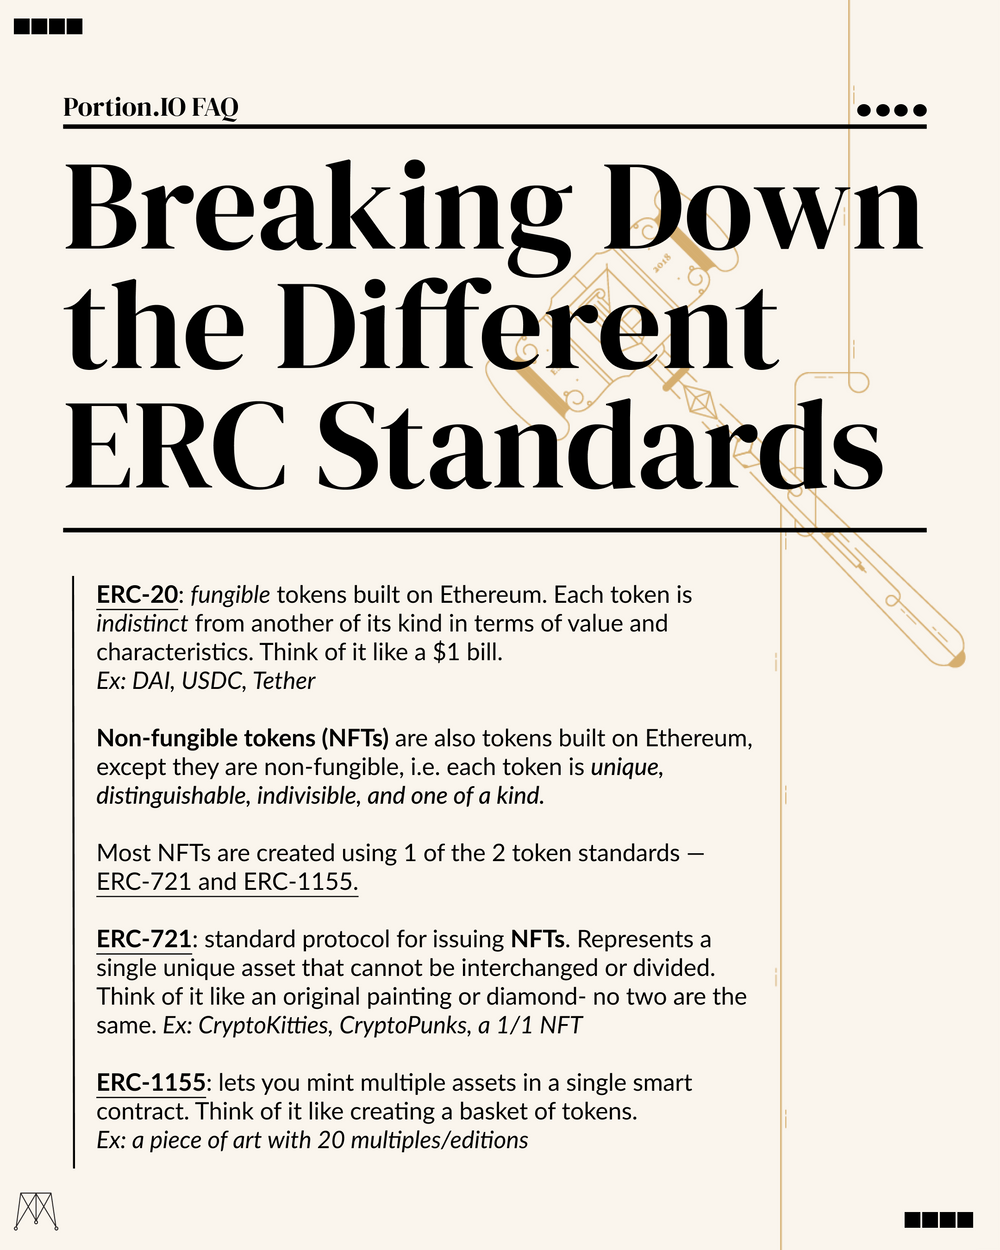 Portion.IO FAQ
Breaking Down
the Different
ERC Standards
2018
ERC-20: fungible tokens built on Ethereum. Each token is
indistinct from another of its kind in terms of value and
characteristics. Think of it like a $1 bill.
Ex: DAI, USDC, Tether
Non-fungible tokens (NFTs) are also tokens built on Ethereum,
except they are non-fungible, i.e. each token is unique,
distinguishable, indivisible, and one of a kind.
Most NFTs are created using 1 of the 2 token standards —
ERC-721 and ERC-1155.
ERC-721: standard protocol for issuing NFTs. Represents a
single unique asset that cannot be interchanged or divided.
Think of it like an original painting or diamond- no two are the
same. Ex: CryptoKitties, CryptoPunks, a 1/1 NFT
ERC-1155: lets you mint multiple assets in a single smart
contract. Think of it like creating a basket of tokens.
Ex: a piece of art with 20 multiples/editions